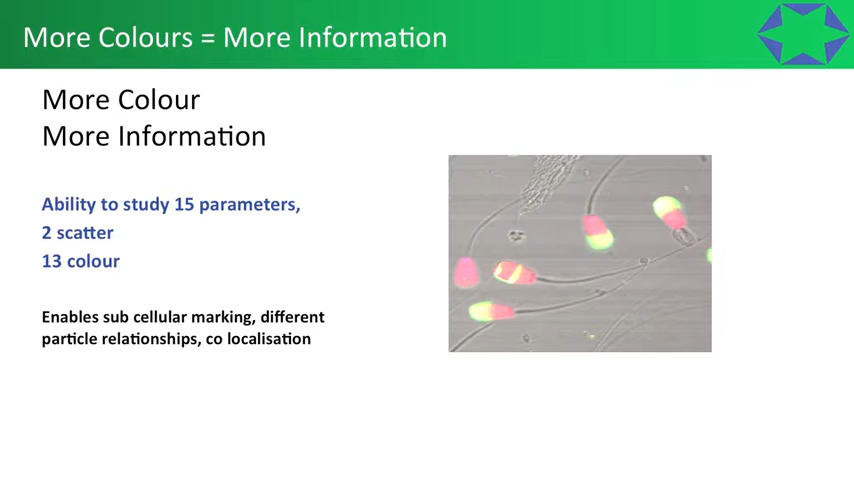 More Colours = More Information
More Colour
More Information
Ability to study 15 parameters,
2 scatter
13 colour
Enables sub cellular marking, different
particle relationships, co localisation